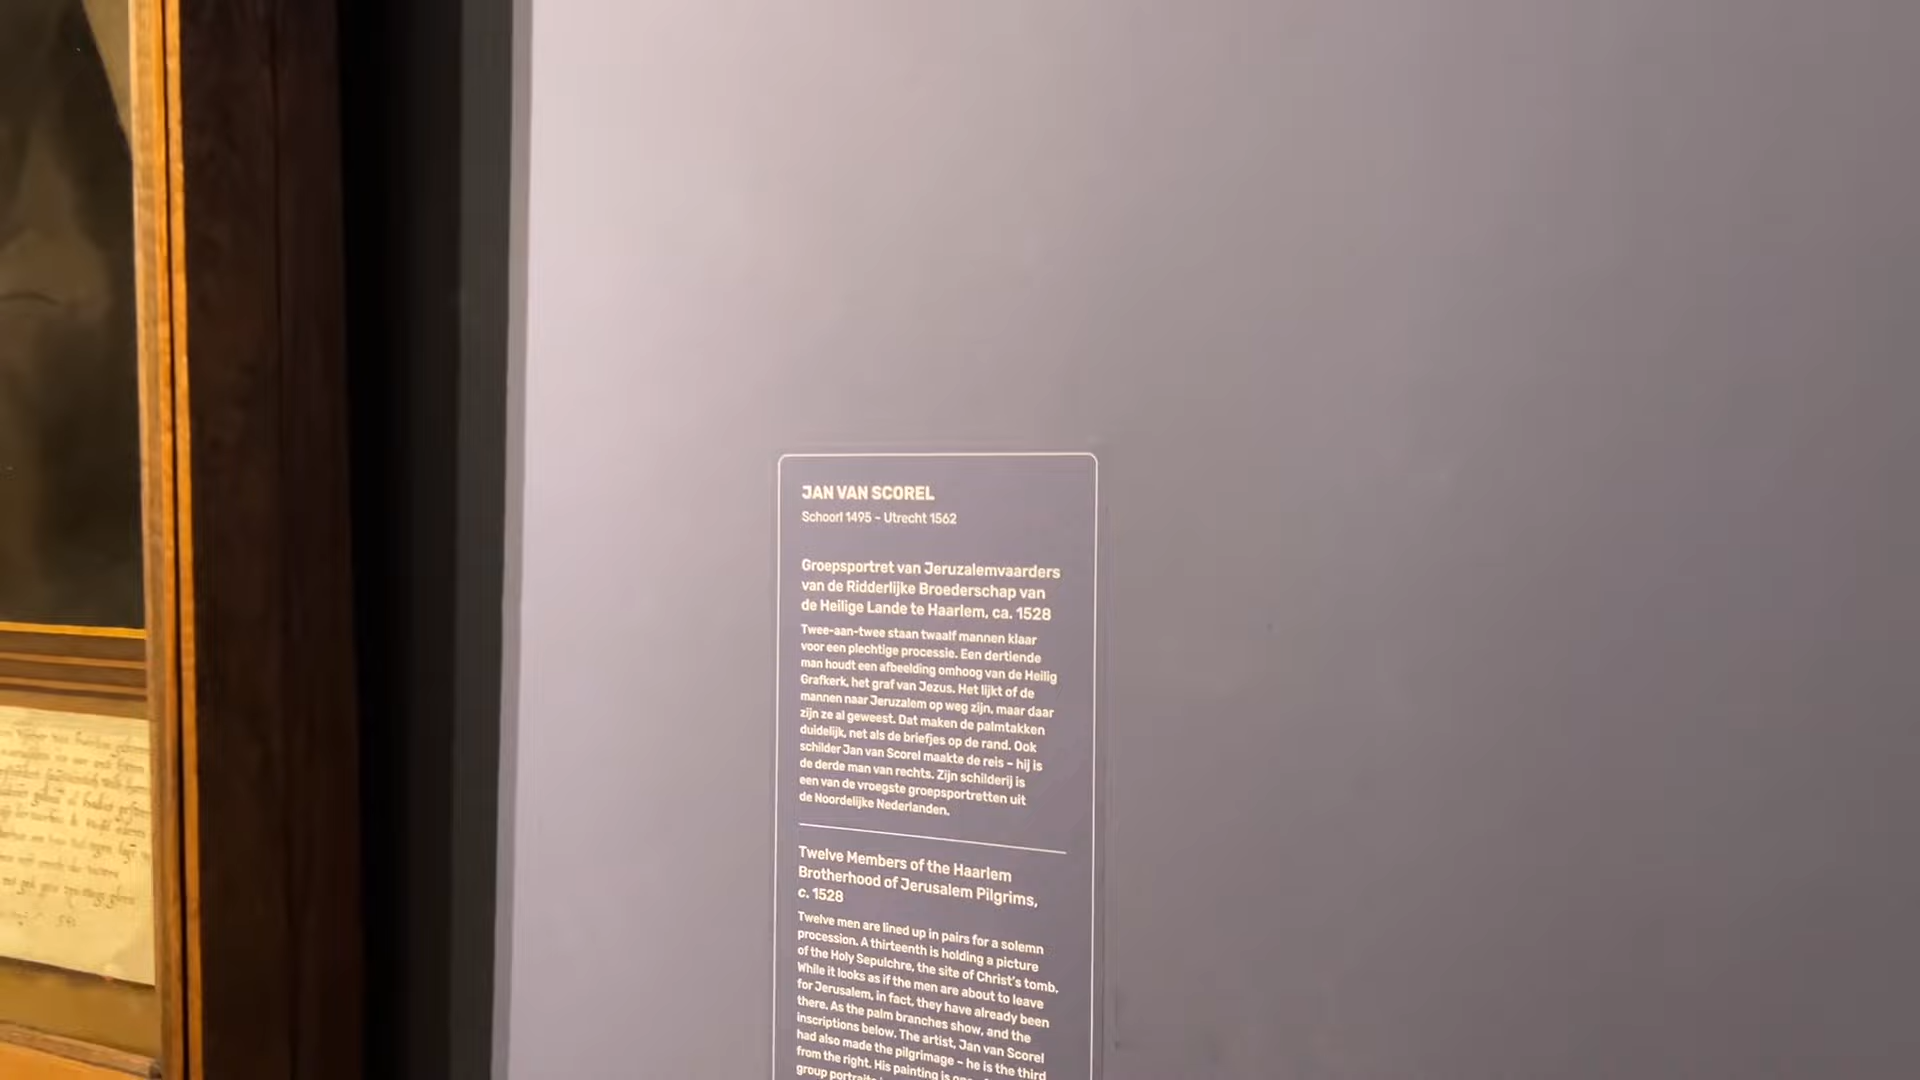 JAN VAN SCOREL
Schoorl 1495 – Utrecht 1562
Groepsportret van Jeruzalemvaarders
van de Ridderlijke Broederschap van
de Heilige Lande te Haarlem, ca. 1528
Twee-aan-twee staan twaalf mannen klaar
voor een plechtige processie. Een dertiende
man houdt een afbeelding omhoog van de Heilig
Grafkerk, het graf van Jezus. Het lijkt of de
mannen naar Jeruzalem op weg zijn, maar daar
zijn ze al geweest. Dat maken de palmtakken
duidelijk, net als de briefjes op de rand. Ook
schilder Jan van Scorel maakte de reis – hij is
de derde man van rechts. Zijn schilderij is
een van de vroegste groepsportretten uit
de Noordelijke Nederlanden.
Twelve Members of the Haarlem
Brotherhood of Jerusalem Pilgrims,
c. 1528
Twelve men are lined up in pairs for a solemn
procession. A thirteenth is holding a picture
of the Holy Sepulchre, the site of Christ's tomb.
While it looks as if the men are about to leave
for Jerusalem, in fact, they have already been
there. As the palm branches show, and the
inscriptions below. The artist, Jan van Scorel
had also made the pilgrimage – he is the third
from the right. His painting is
group